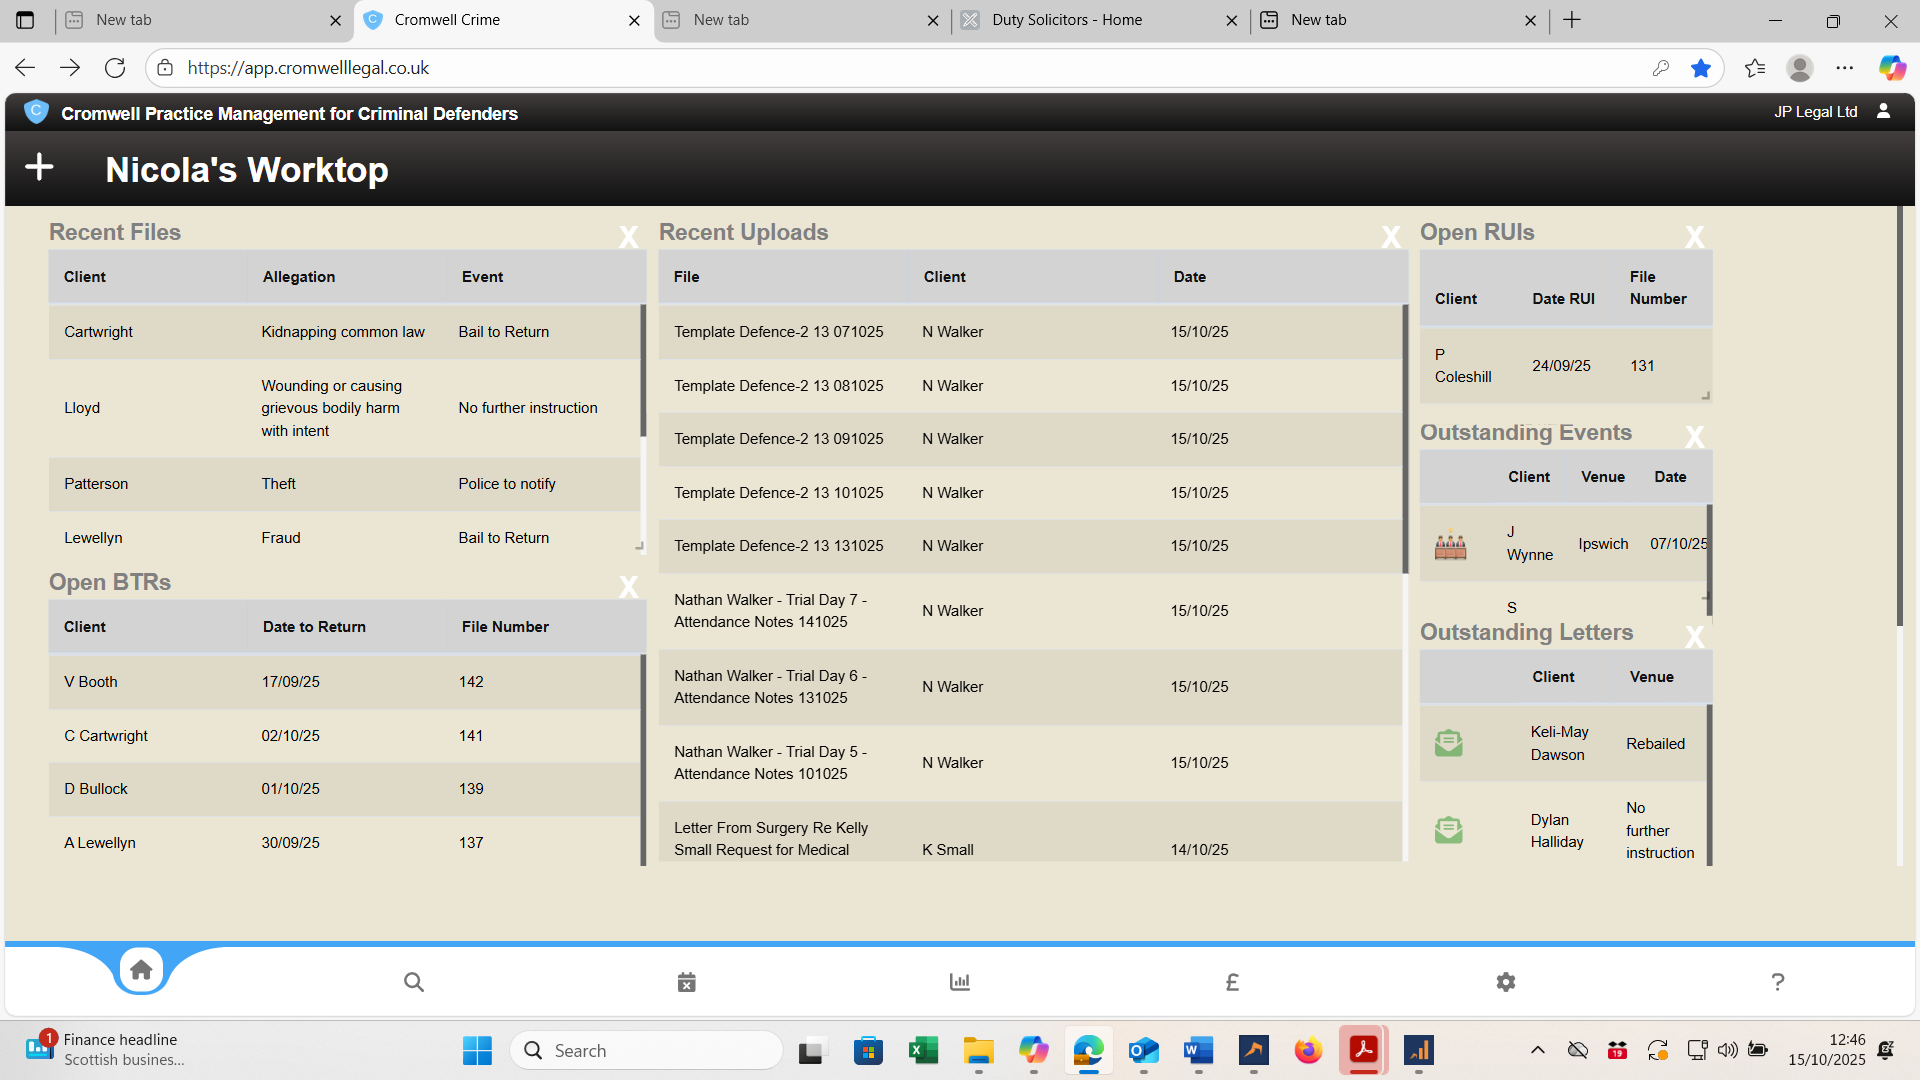 New tab
Cromwell Crime
New tab
Duty Solicitors - Home
New tab
https://app.cromwelllegal.co.uk
Cromwell Practice Management for Criminal Defenders
JP Legal Ltd
Nicola's Worktop
Recent Files
X
Client Allegation Event
Cartwright Kidnapping common law Bail to Return
Lloyd Wounding or causing grievous bodily harm with intent No further instruction
Patterson Theft Police to notify
Lewellyn Fraud Bail to Return
Open BTRs
X
Client Date to Return File Number
V Booth 17/09/25 142
C Cartwright 02/10/25 141
D Bullock 01/10/25 139
A Lewellyn 30/09/25 137
Recent Uploads
X
File Client Date
Template Defence-2 13 071025 N Walker 15/10/25
Template Defence-2 13 081025 N Walker 15/10/25
Template Defence-2 13 091025 N Walker 15/10/25
Template Defence-2 13 101025 N Walker 15/10/25
Template Defence-2 13 131025 N Walker 15/10/25
Nathan Walker - Trial Day 7 -
Attendance Notes 141025 N Walker 15/10/25
Nathan Walker - Trial Day 6 -
Attendance Notes 131025 N Walker 15/10/25
Nathan Walker - Trial Day 5 -
Attendance Notes 101025 N Walker 15/10/25
Letter From Surgery Re Kelly
Small Request for Medical K Small 14/10/25
Open RUIs
X
Client Date RUI File Number
P Coleshill 24/09/25 131
Outstanding Events
X
Client Venue Date
J Wynne Ipswich 07/10/25
S
Outstanding Letters
X
Client Venue
Keli-May Dawson Rebailed
Dylan Halliday No further instruction
£
?
1
Finance headline
Scottish busines...
Search
19
12:46
15/10/2025